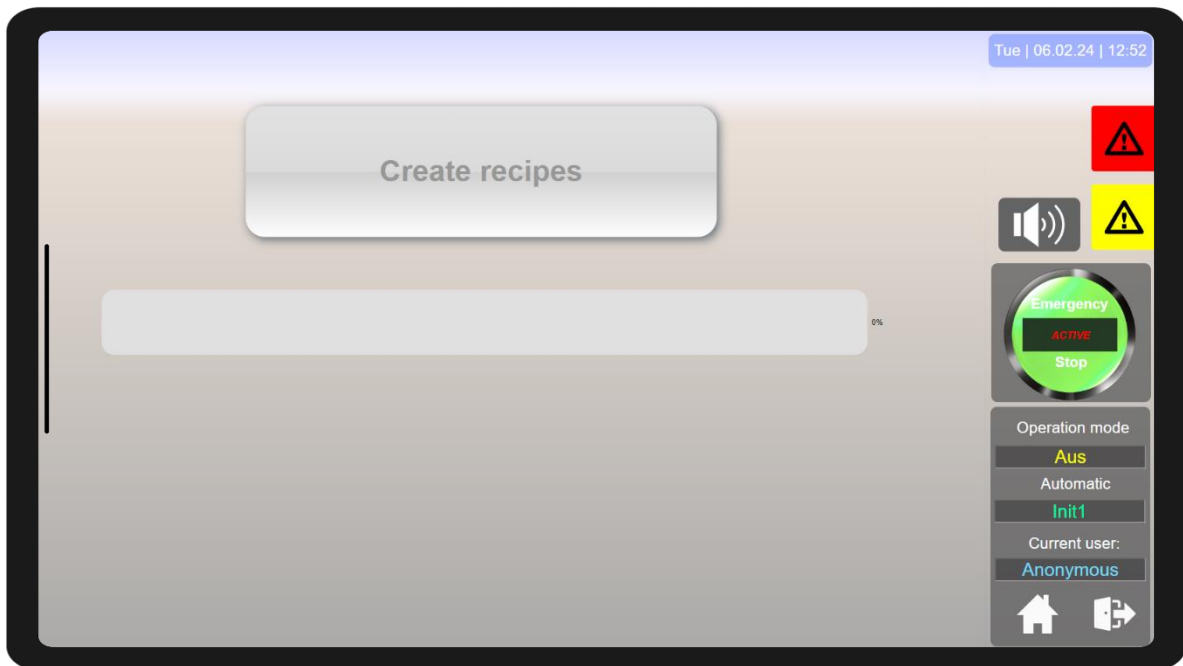 Tue | 06.02.24 | 12:52
Create recipes
0%
Emergency
ACTIVE
Stop
Operation mode
Aus
Automatic
Init1
Current user:
Anonymous